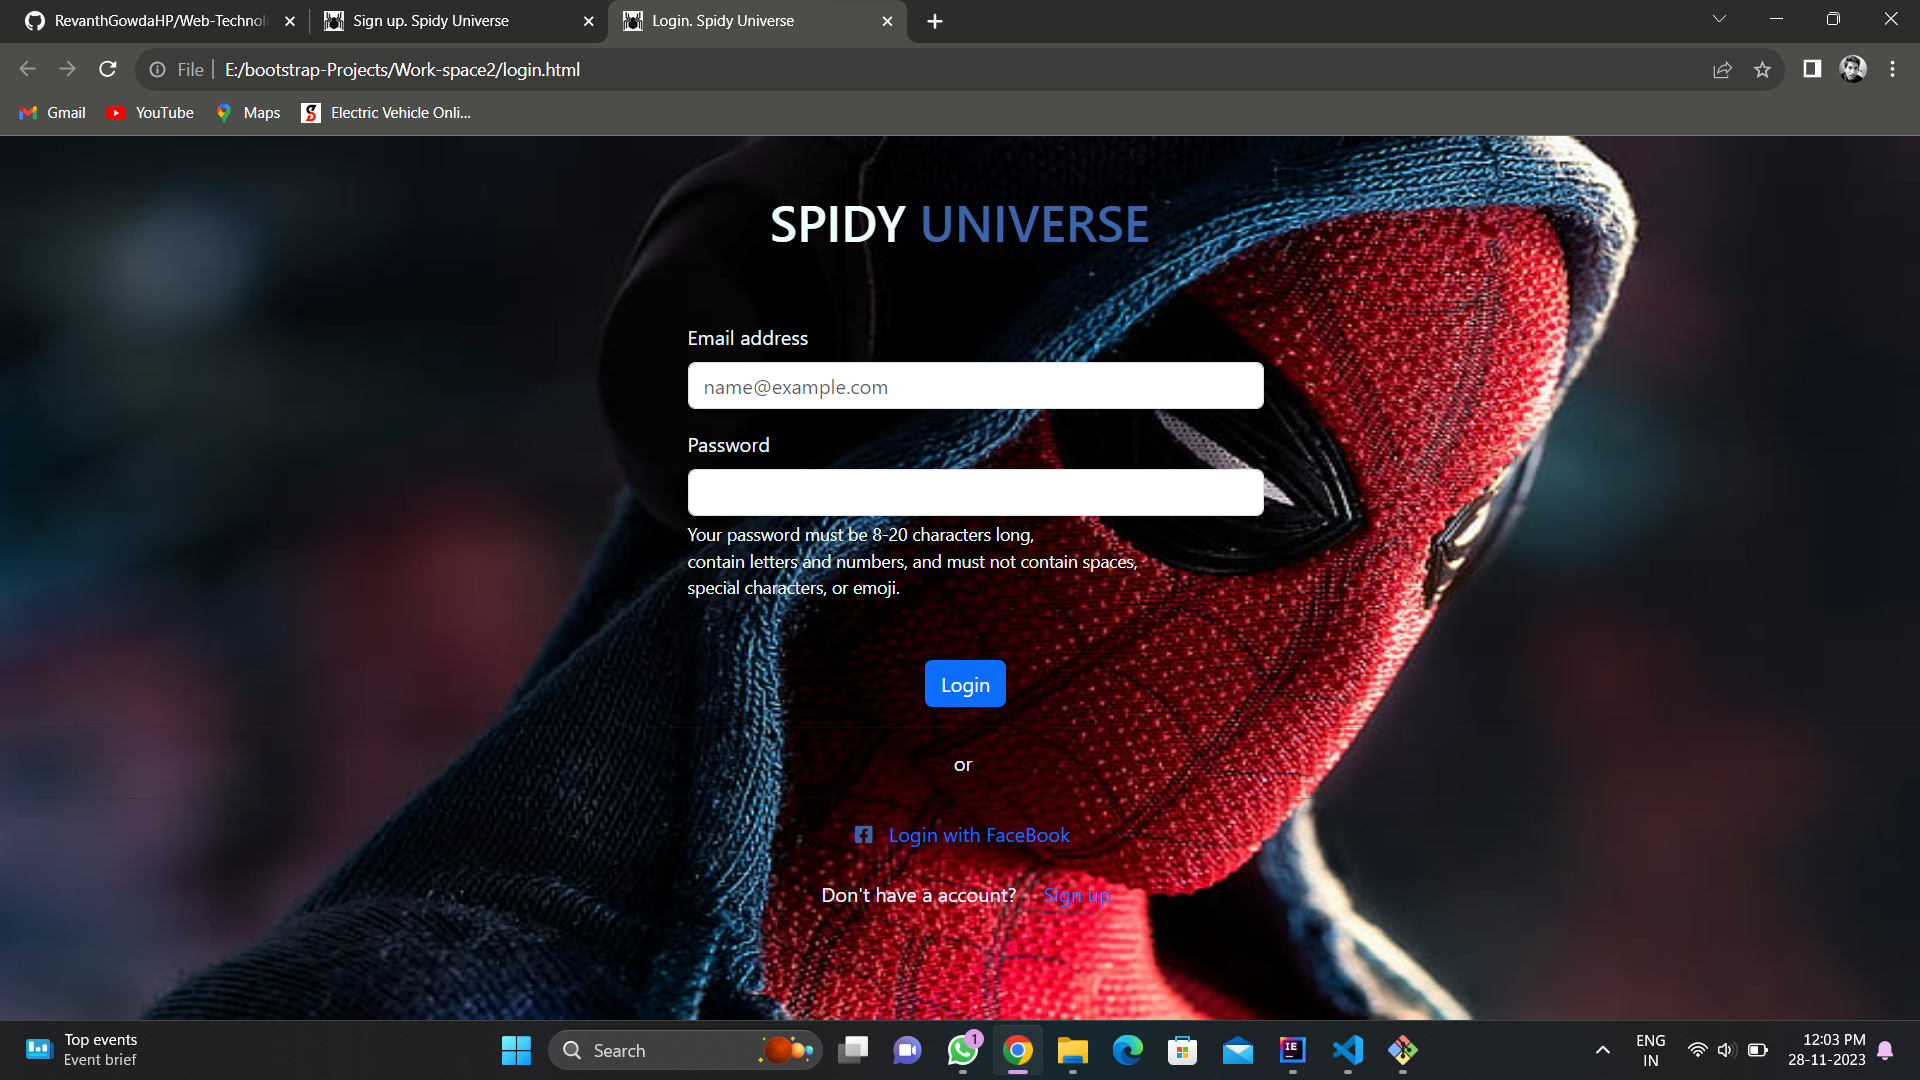 RevanthGowdaHP/Web-Technol
Sign up. Spidy Universe
Login. Spidy Universe
File
E:/bootstrap-Projects/Work-space2/login.html
Gmail
YouTube
Maps
Electric Vehicle Onli...
SPIDY UNIVERSE
Email address
name@example.com
Password
Your password must be 8-20 characters long,
contain letters and numbers, and must not contain spaces,
special characters, or emoji.
Login
or
Login with FaceBook
Don't have a account? Sign up
Top events
Event brief
Search
1
IE
ENG
IN
12:03 PM
28-11-2023